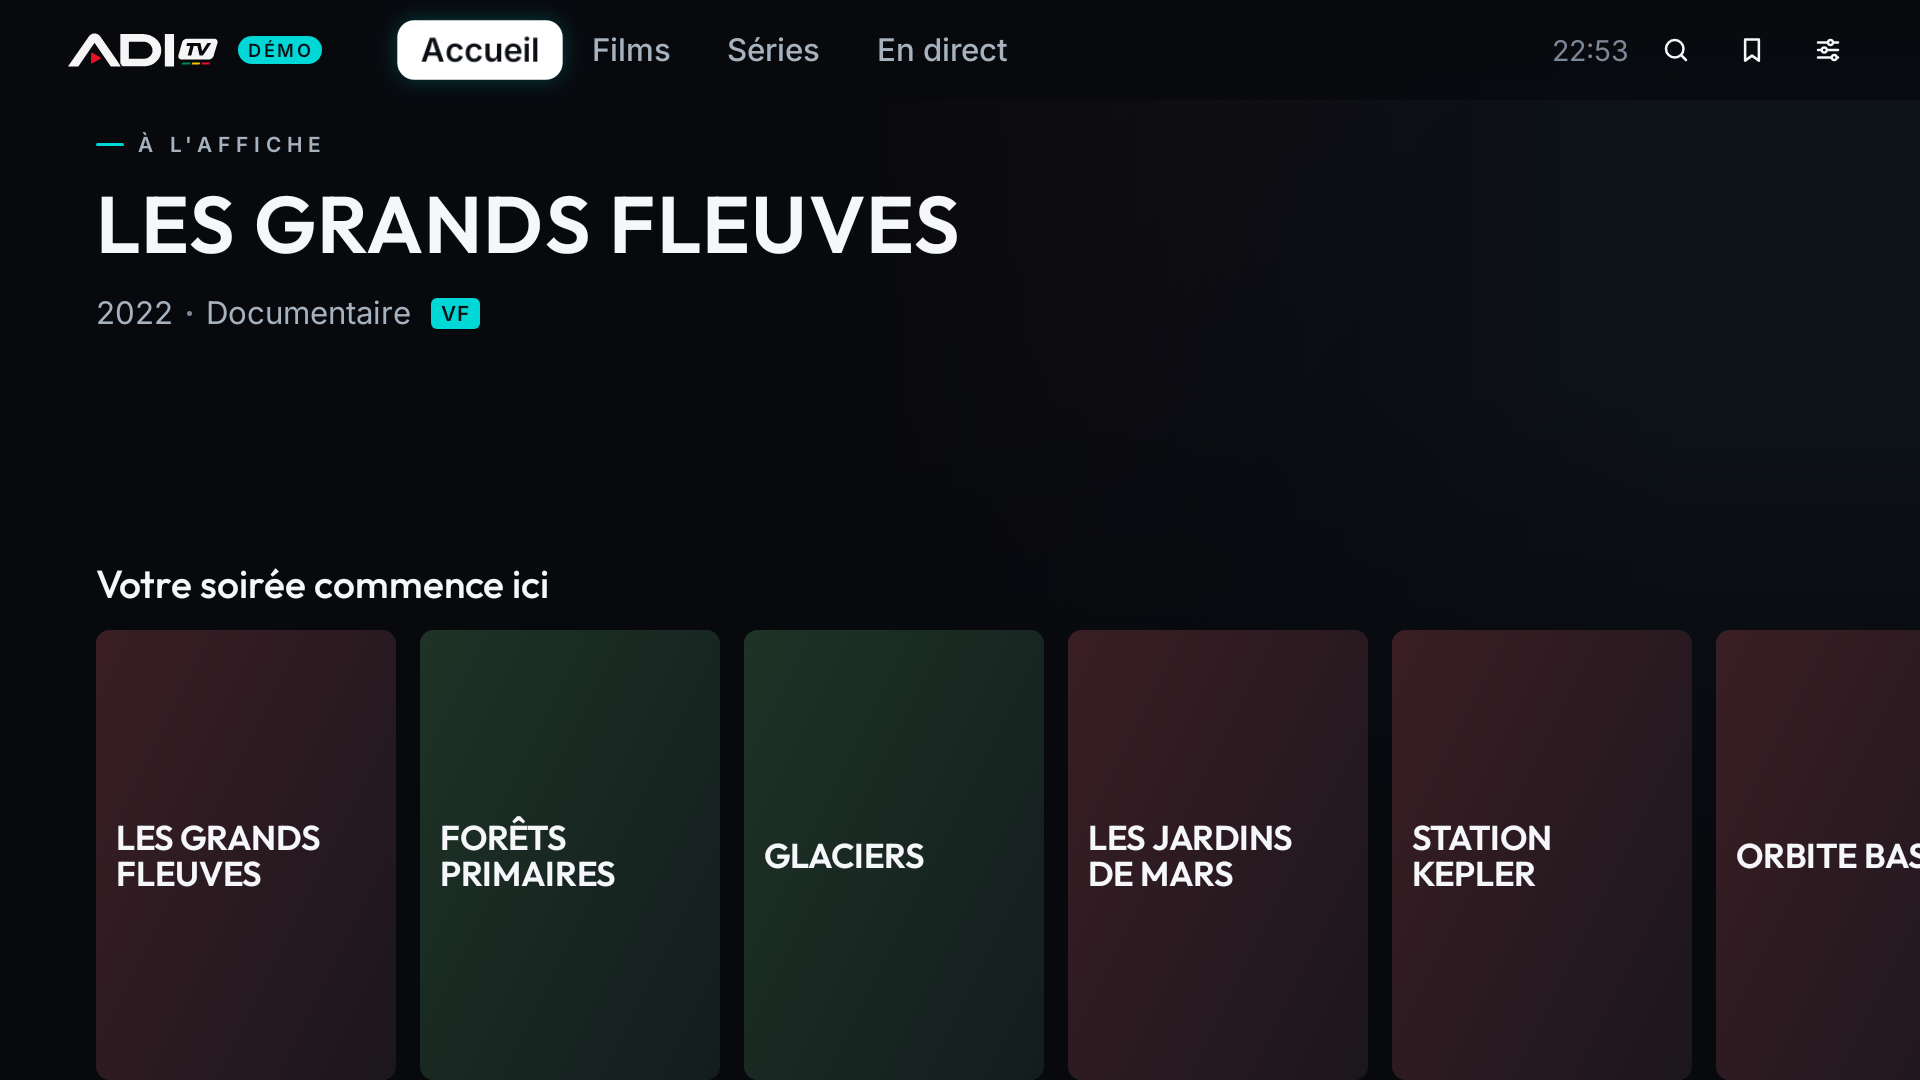 ADI TV DÉMO Accueil Films Séries En direct 22:53
À L'AFFICHE
LES GRANDS FLEUVES
2022 · Documentaire VF
Votre soirée commence ici
LES GRANDS
FLEUVES
FORÊTS
PRIMAIRES
GLACIERS
LES JARDINS
DE MARS
STATION
KEPLER
ORBITE BAS